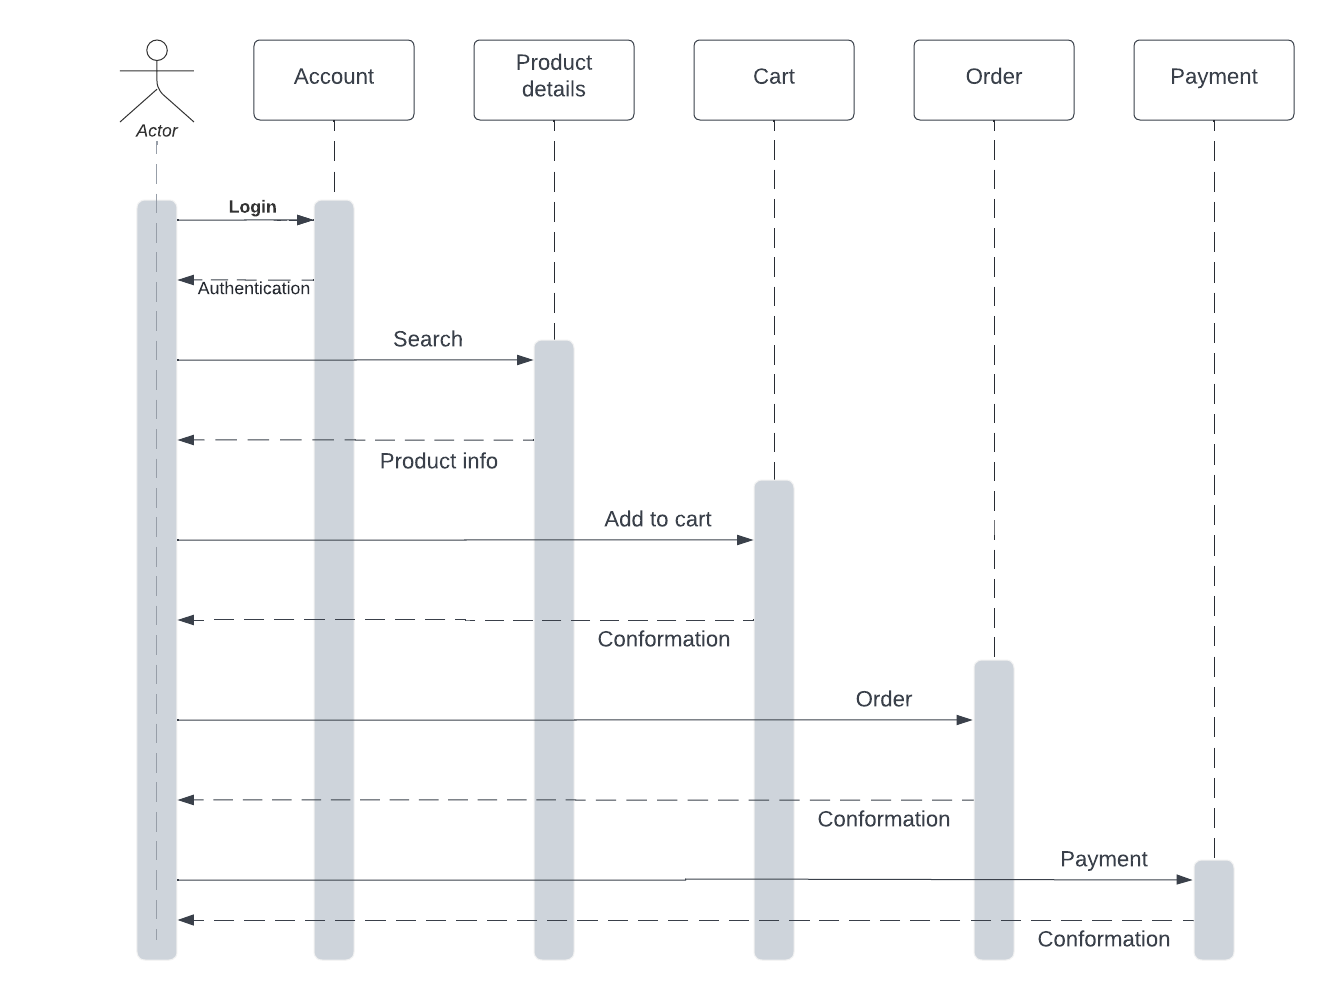 Actor
Account
Product
details
Cart
Order
Payment
Login
Authentication
Search
Product info
Add to cart
Conformation
Order
Conformation
Payment
Conformation